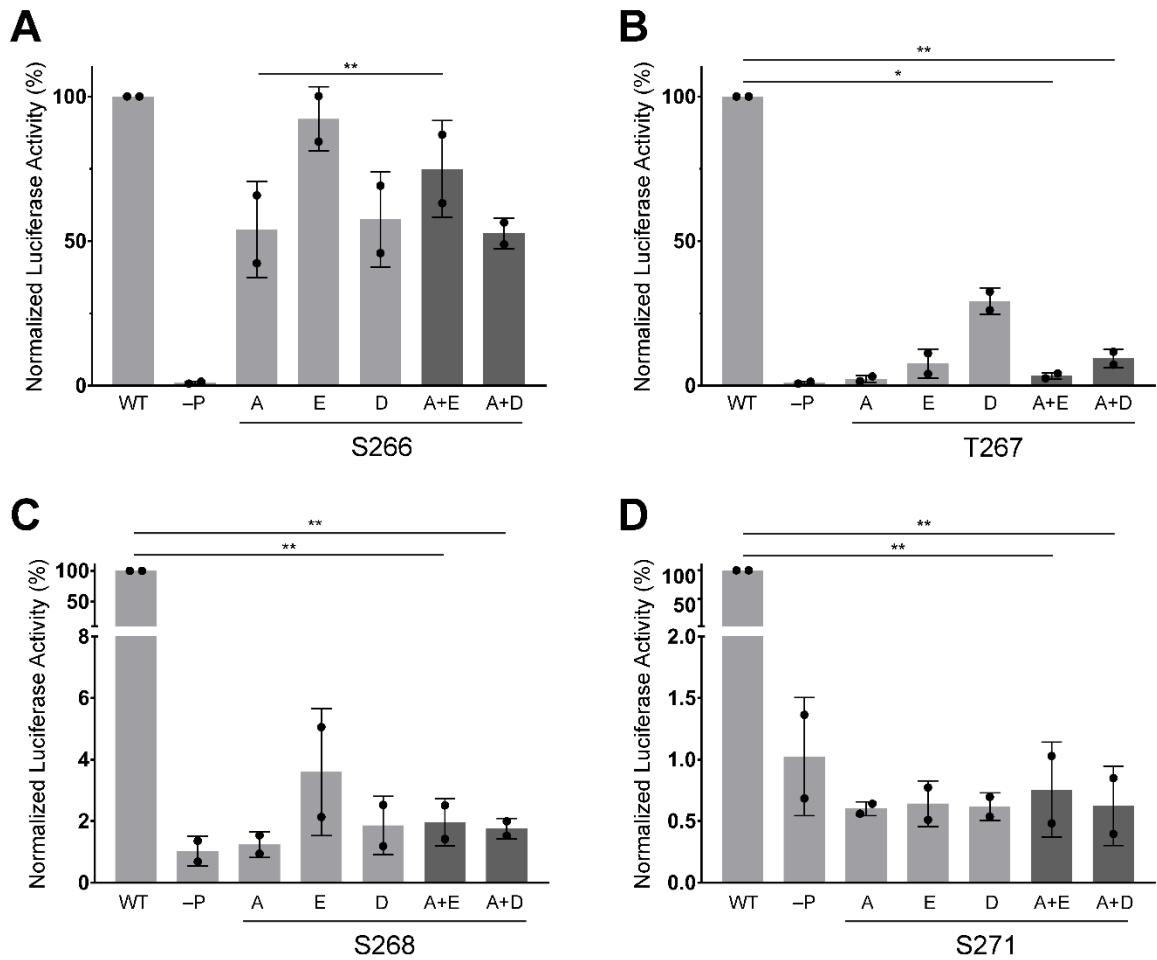 A
Normalized Luciferase Activity (%)
**
100
50
0
WT –P A E D A+E A+D
S266
B
Normalized Luciferase Activity (%)
**
*
100
50
0
WT –P A E D A+E A+D
T267
C
Normalized Luciferase Activity (%)
**
**
100
50
8
6
4
2
0
WT –P A E D A+E A+D
S268
D
Normalized Luciferase Activity (%)
**
**
100
50
2.0
1.5
1.0
0.5
0.0
WT –P A E D A+E A+D
S271